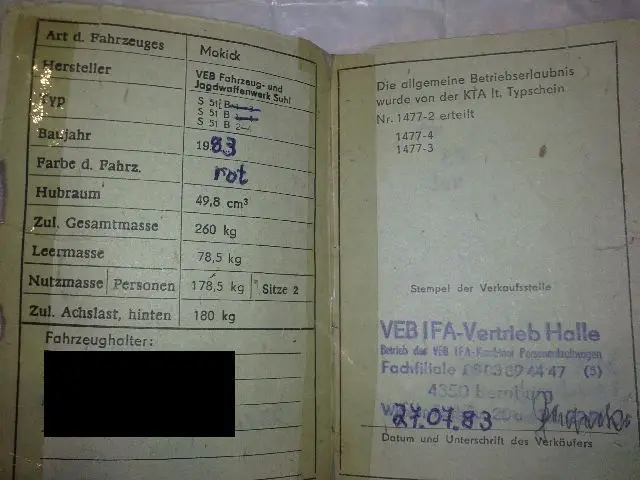 Art d. Fahrzeuges Mokick
Hersteller VEB Fahrzeug- und
Jagdwaffenwerk Suhl
Typ S 51 B
S 51 B
S 51 B 2-
Baujahr 1983
Farbe d. Fahrz. rot
Hubraum 49,8 cm³
Zul. Gesamtmasse 260 kg
Leermasse 78,5 kg
Nutzmasse Personen 178,5 kg Sitze 2
Zul. Achslast, hinten 180 kg
Fahrzeughalter:
Die allgemeine Betriebserlaubnis
wurde von der KTA lt. Typschein
Nr. 1477-2 erteilt
1477-4
1477-3
Stempel der Verkaufsstelle
VEB IFA-Vertrieb Halle
Betrieb des VEB IFA-Kombinat Personenkraftwagen
Fachfiliale (5)
4350 Bernburg
27.07.83
Datum und Unterschrift des Verkäufers